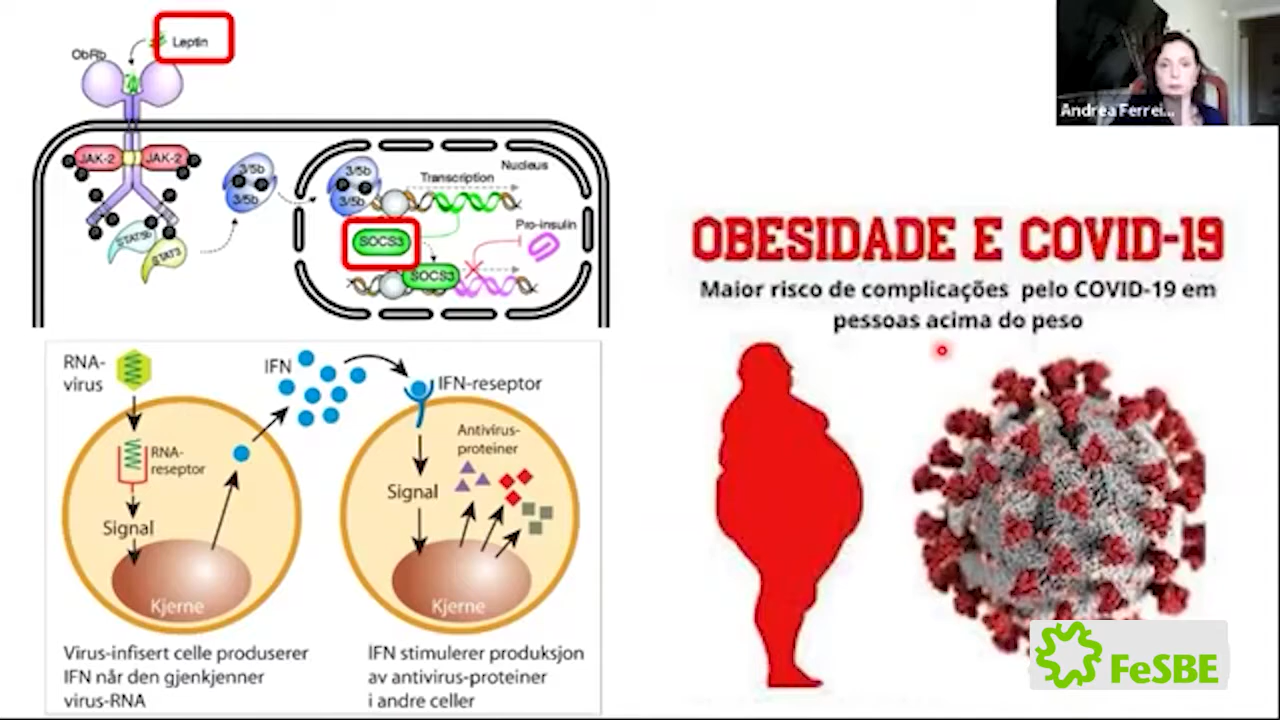 Leptin
ObRb
JAK-2
JAK-2
STAT5b
STAT3
3/5b
3/5b
3/5b
3/5b
Nucleus
Transcription
Pro-insulin
SOCS3
SOCS3
RNA-
virus
RNA-
reseptor
Signal
Kjerne
IFN
IFN-reseptor
Antivirus-
proteiner
Signal
Kjerne
Virus-infisert celle produserer
IFN når den gjenkjenner
virus-RNA
IFN stimulerer produksjon
av antivirus-proteiner
i andre celler
Andrea Ferrei...
OBESIDADE E COVID-19
Maior risco de complicações pelo COVID-19 em
pessoas acima do peso
FeSBE